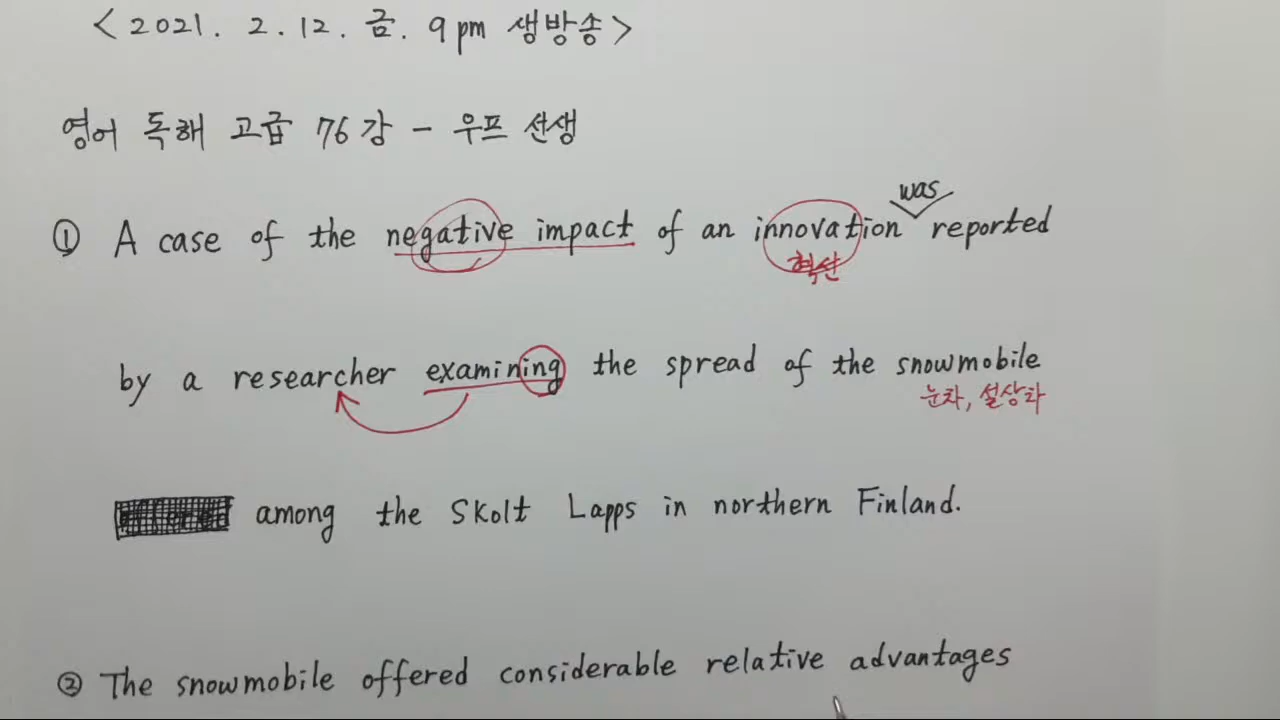 < 2021. 2. 12. 금. 9pm 생방송 >
영어 독해 고급 76강 - 우프 선생
was
① A case of the negative impact of an innovation reported
혁신
by a researcher examining the spread of the snowmobile
눈차, 설상차
among the Skolt Lapps in northern Finland.
② The snowmobile offered considerable relative advantages